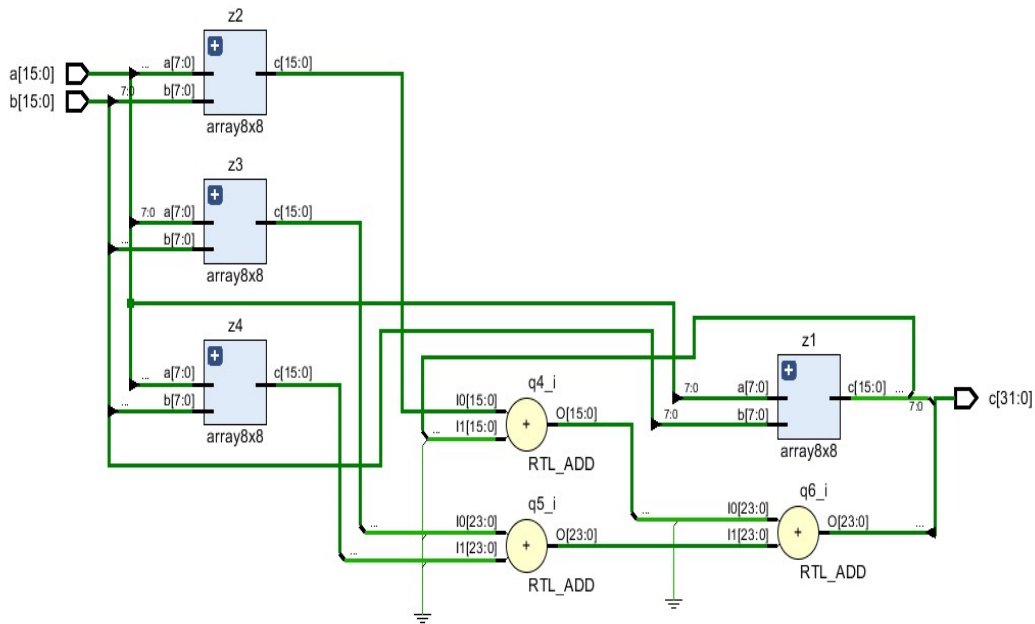 z2
a[15:0]
... a[7:0] c[15:0]
b[15:0]
7:0 b[7:0]
array8x8
z3
7:0 a[7:0] c[15:0]
... b[7:0]
array8x8
z4
... a[7:0] c[15:0]
... b[7:0]
array8x8
z1
7:0 a[7:0] c[15:0] ...
7:0
c[31:0]
7:0 b[7:0]
array8x8
q4_i
I0[15:0] O[15:0]
... I1[15:0]
RTL_ADD
q5_i
... I0[23:0] O[23:0]
... I1[23:0]
RTL_ADD
q6_i
... I0[23:0] O[23:0] ...
I1[23:0]
RTL_ADD
+
+
+
+
+
+
+